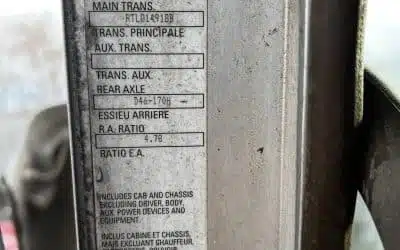 MAIN TRANS.
RTLO14918B
TRANS. PRINCIPALE
AUX. TRANS.
TRANS. AUX
REAR AXLE
D46-170H
ESSIEU ARRIERE
R.A. RATIO
4.78
RATIO E.A.
INCLUDES CAB AND CHASSIS
EXCLUDING DRIVER, BODY,
AUX. POWER DEVICES AND
EQUIPMENT.
INCLUS CABINE ET CHASSIS,
MAIS EXCLUANT CHAUFFEUR,